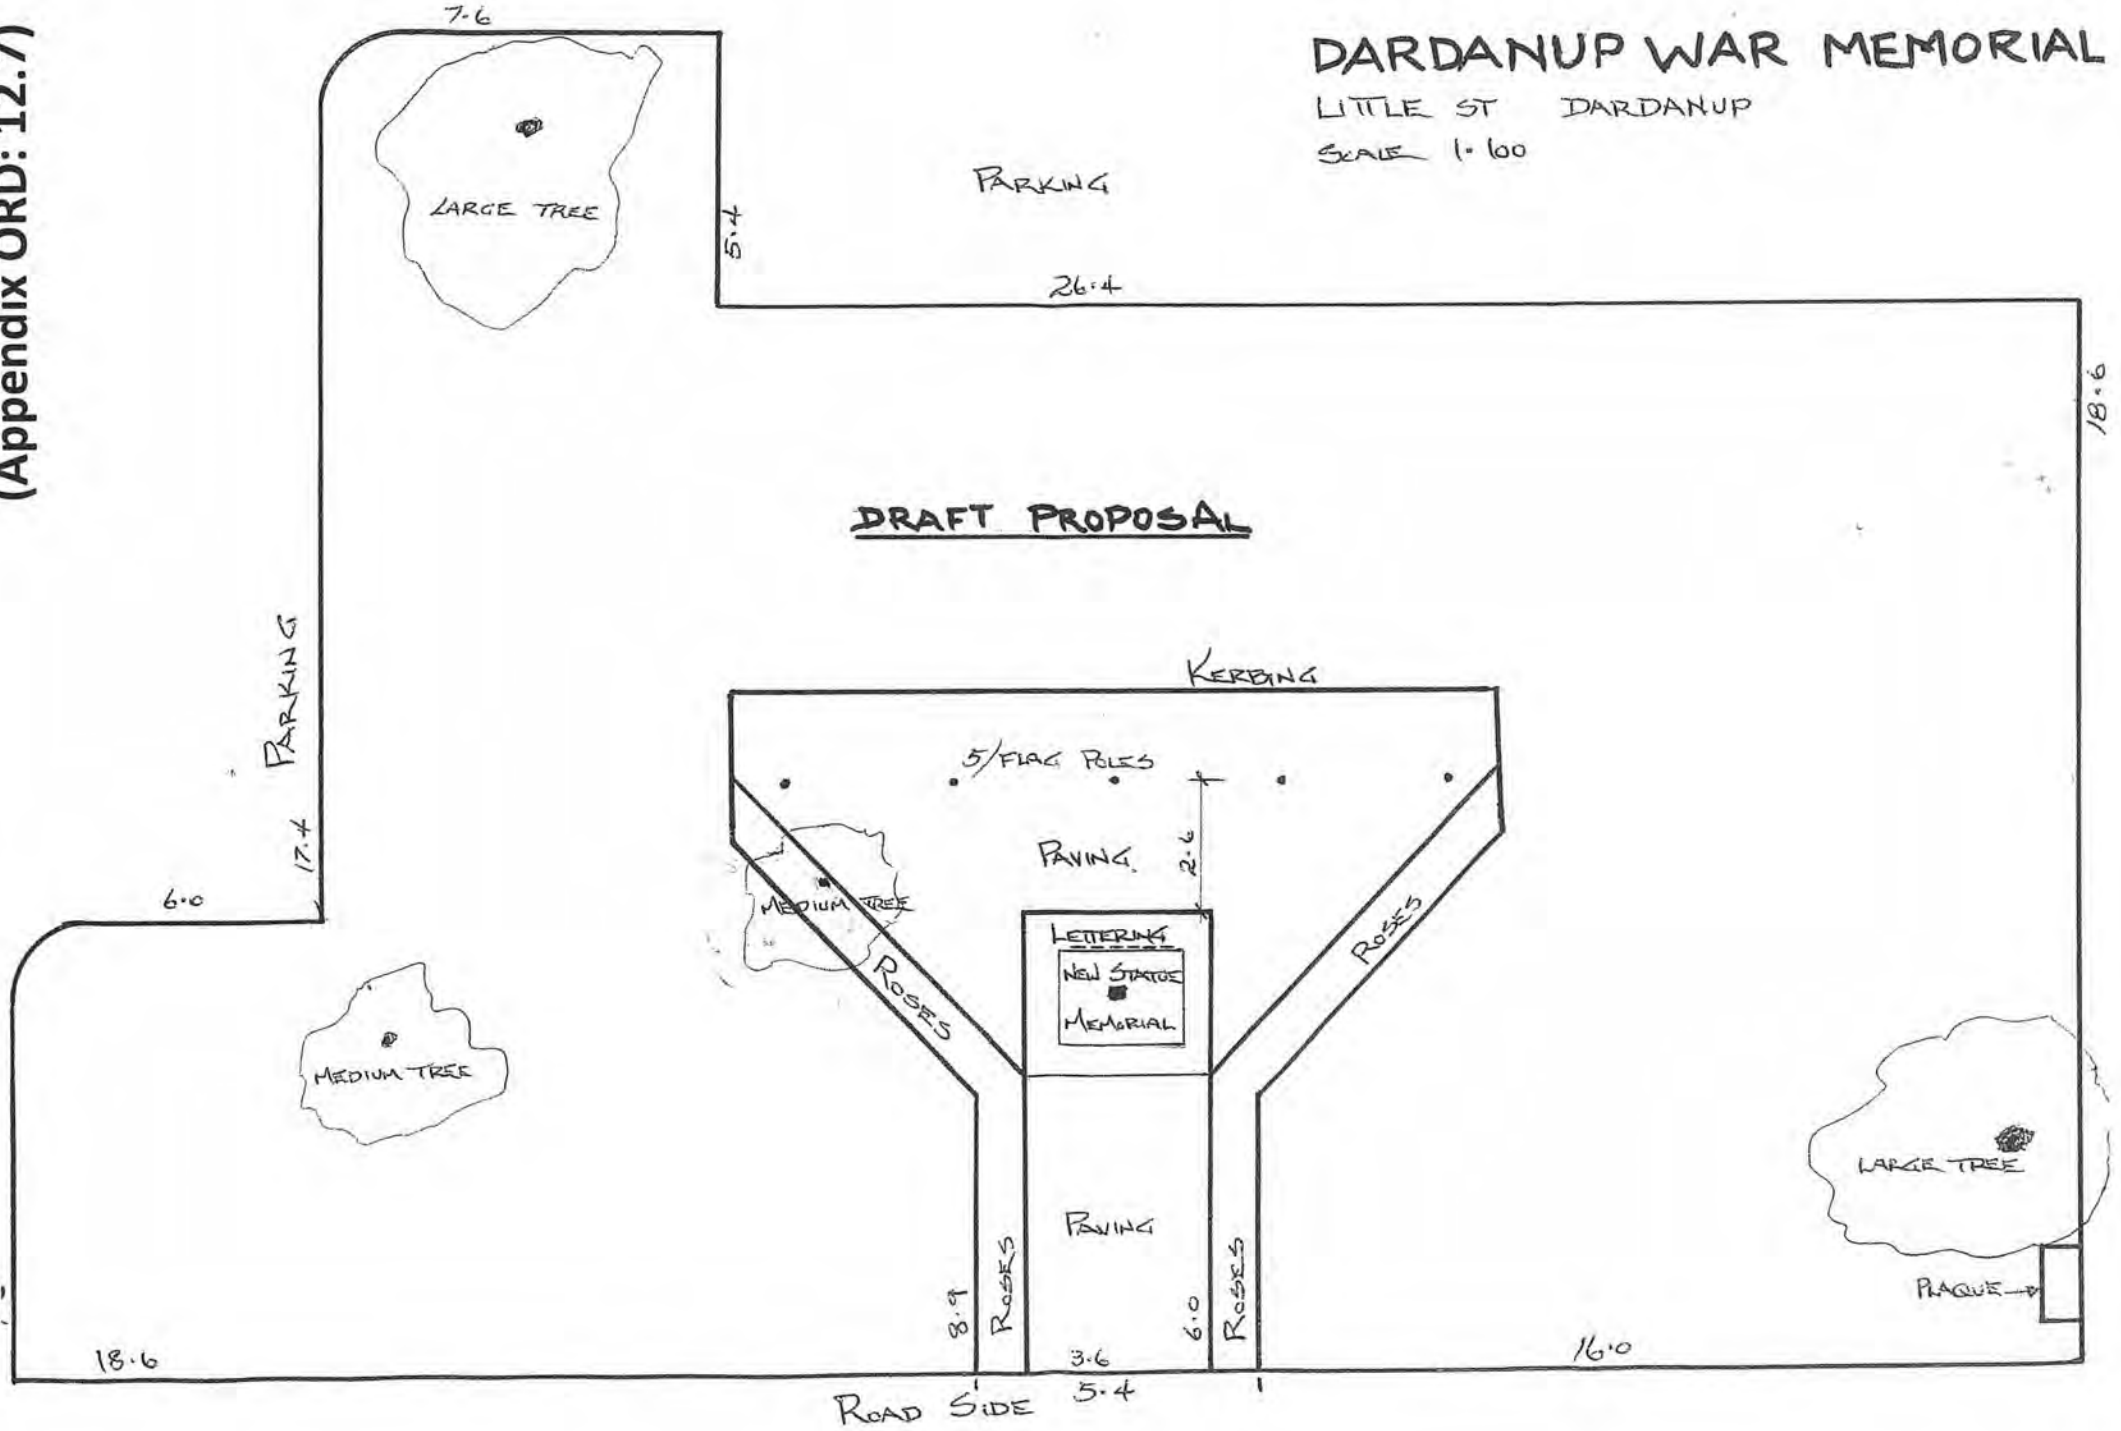 (Appendix ORD: 12.7)
DARDANUP WAR MEMORIAL
LITTLE ST DARDANUP
SCALE 1·100
7·6
LARGE TREE
5·4
PARKING
26·4
18·6
DRAFT PROPOSAL
PARKING
17·4
6·0
KERBING
5/FLAG POLES
PAVING
2·6
MEDIUM TREE
ROSES
ROSES
LETTERING
NEW STATUE
MEMORIAL
MEDIUM TREE
LARGE TREE
PAVING
PLAQUE
8·9
ROSES
6·0
ROSES
18·6
3·6
5·4
16·0
ROAD SIDE